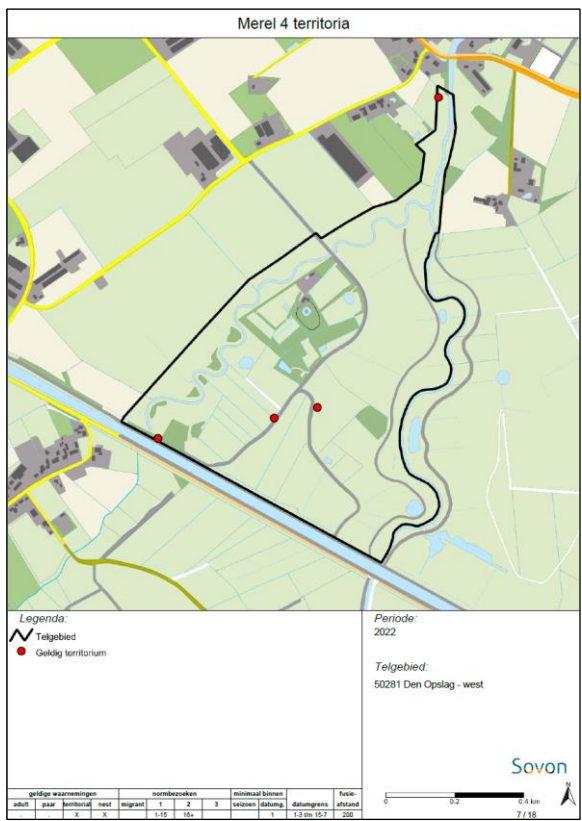 Merel 4 territoria
Legenda:
Telgebied
Geldig territorium
Periode:
2022
Telgebied:
50281 Den Opslag - west
Sovon
geldige waarnemingen normbezoeken minimaal binnen fusie-
adult paar territoriaal nest migrant 1 2 3 seizoen datumg. datumgrens afstand
. . X X 1-15 16+ 1 1-3 t/m 15-7 200
0 0.2 0.4 km
7 / 18